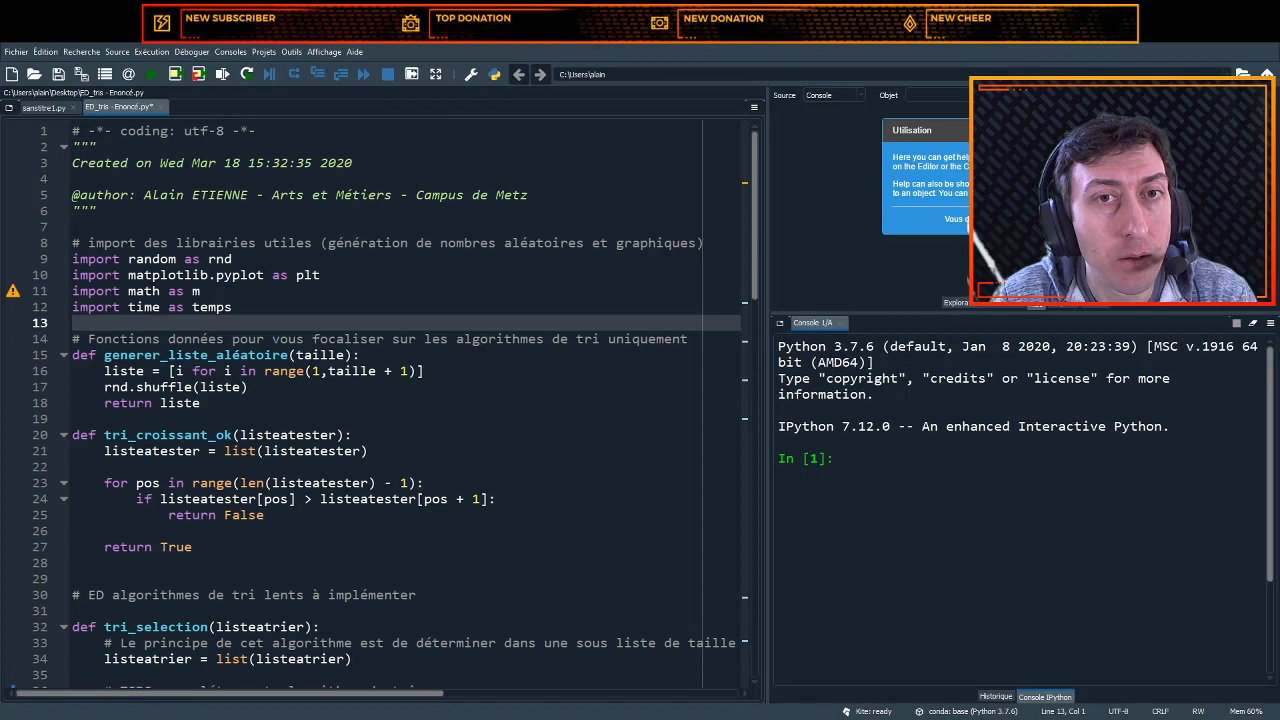 NEW SUBSCRIBER
TOP DONATION
NEW DONATION
NEW CHEER
Fichier Édition Recherche Source Exécution Déboguer Consoles Projets Outils Affichage Aide
C:\Users\alain
C:\Users\alain\Desktop\ED_tris - Enoncé.py
sanstitre1.py
ED_tris - Enoncé.py*
1 # -*- coding: utf-8 -*-
2 """
3 Created on Wed Mar 18 15:32:35 2020
4
5 @author: Alain ETIENNE - Arts et Métiers - Campus de Metz
6 """
7
8 # import des librairies utiles (génération de nombres aléatoires et graphiques)
9 import random as rnd
10 import matplotlib.pyplot as plt
11 import math as m
12 import time as temps
13
14 # Fonctions données pour vous focaliser sur les algorithmes de tri uniquement
15 def generer_liste_aléatoire(taille):
16 liste = [i for i in range(1,taille + 1)]
17 rnd.shuffle(liste)
18 return liste
19
20 def tri_croissant_ok(listeatester):
21 listeatester = list(listeatester)
22
23 for pos in range(len(listeatester) - 1):
24 if listeatester[pos] > listeatester[pos + 1]:
25 return False
26
27 return True
28
29
30 # ED algorithmes de tri lents à implémenter
31
32 def tri_selection(listeatrier):
33 # Le principe de cet algorithme est de déterminer dans une sous liste de taille
34 listeatrier = list(listeatrier)
35
Source Console Objet
Utilisation
Here you can get hel
on the Editor or the C
Help can also be sho
to an object. You can
Vous
Explora
Console 1/A
Python 3.7.6 (default, Jan 8 2020, 20:23:39) [MSC v.1916 64
bit (AMD64)]
Type "copyright", "credits" or "license" for more
information.
IPython 7.12.0 -- An enhanced Interactive Python.
In [1]:
Historique Console IPython
Kite: ready conda: base (Python 3.7.6) Line 13, Col 1 UTF-8 CRLF RW Mem 60%